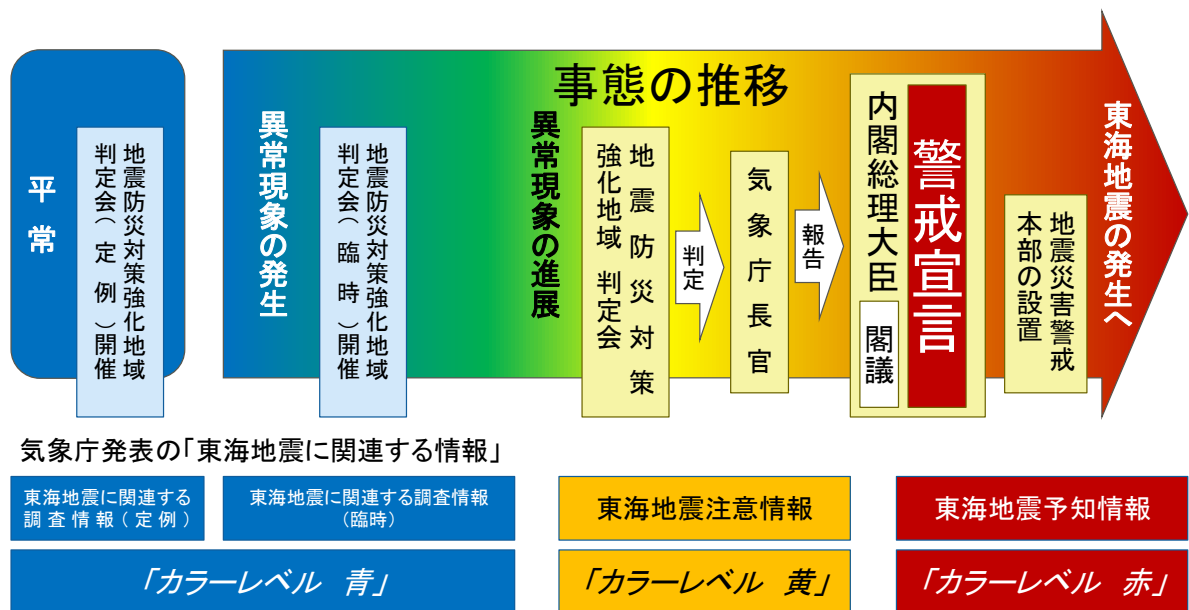 事態の推移
平常
地震防災対策強化地域
判定会(定例)開催
異常現象の発生
地震防災対策強化地域
判定会(臨時)開催
異常現象の進展
地震防災対策
強化地域 判定会
判定
気象庁長官
報告
内閣総理大臣
閣議
警戒宣言
地震災害警戒
本部の設置
東海地震の発生へ
気象庁発表の「東海地震に関連する情報」
東海地震に関連する
調査情報(定例)
東海地震に関連する調査情報
(臨時)
東海地震注意情報
東海地震予知情報
「カラーレベル 青」
「カラーレベル 黄」
「カラーレベル 赤」